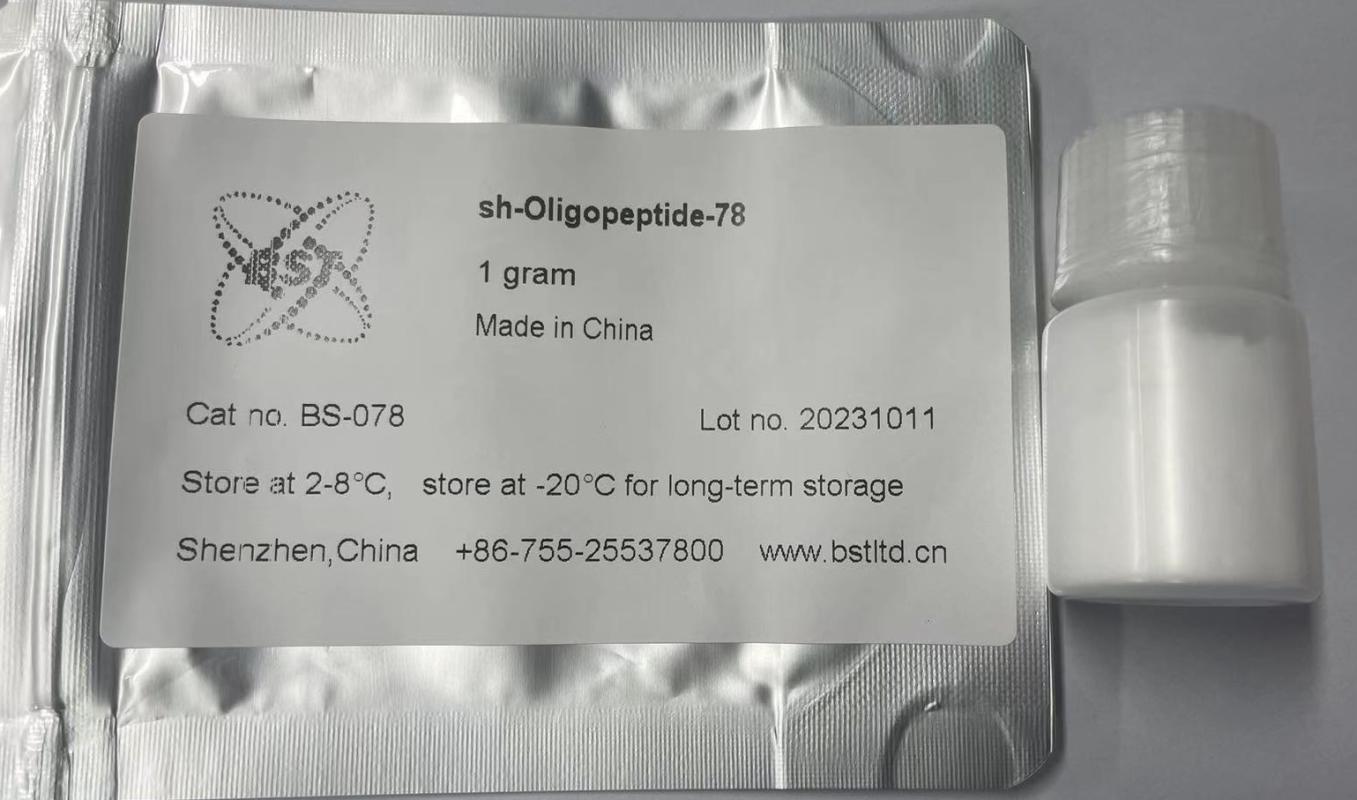 BST
sh-Oligopeptide-78
1 gram
Made in China
Cat no. BS-078 Lot no. 20231011
Store at 2-8°C, store at -20°C for long-term storage
Shenzhen,China +86-755-25537800 www.bstltd.cn